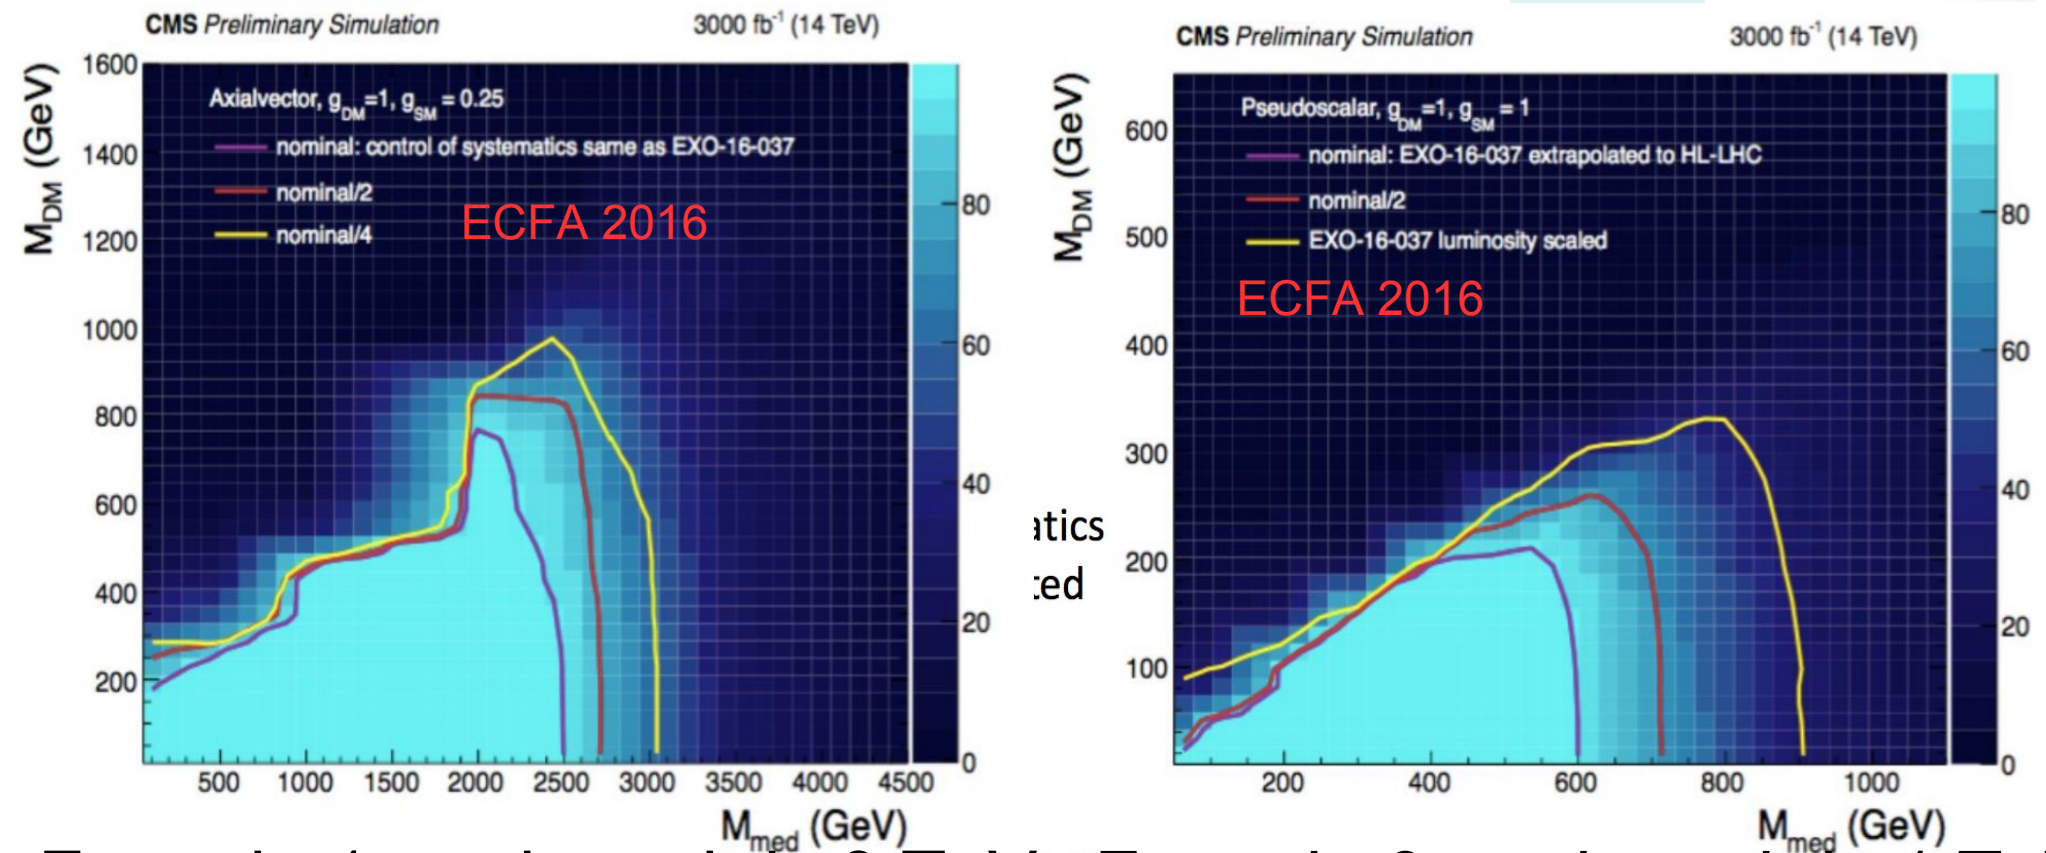 CMS Preliminary Simulation
3000 fb-1 (14 TeV)
MDM (GeV)
1600
1400
1200
1000
800
600
400
200
Axialvector, gDM=1, gSM = 0.25
nominal: control of systematics same as EXO-16-037
nominal/2
nominal/4
ECFA 2016
80
60
40
20
0
500 1000 1500 2000 2500 3000 3500 4000 4500
Mmed (GeV)
atics
ted
CMS Preliminary Simulation
3000 fb-1 (14 TeV)
MDM (GeV)
600
500
400
300
200
100
Pseudoscalar, gDM=1, gSM = 1
nominal: EXO-16-037 extrapolated to HL-LHC
nominal/2
EXO-16-037 luminosity scaled
ECFA 2016
80
60
40
20
0
200 400 600 800 1000
Mmed (GeV)